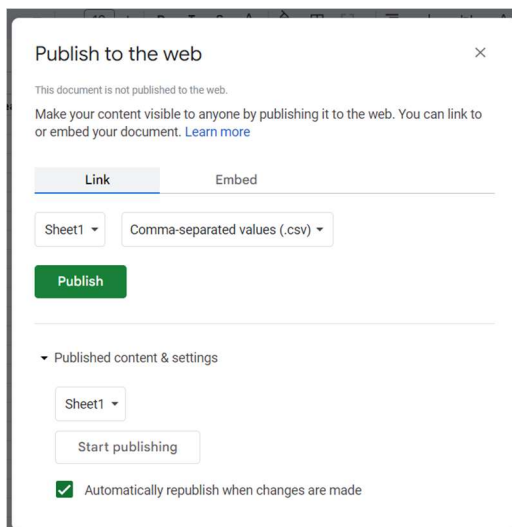 Publish to the web
This document is not published to the web.
Make your content visible to anyone by publishing it to the web. You can link to
or embed your document. Learn more
Link Embed
Sheet1 Comma-separated values (.csv)
Publish
Published content & settings
Sheet1
Start publishing
Automatically republish when changes are made